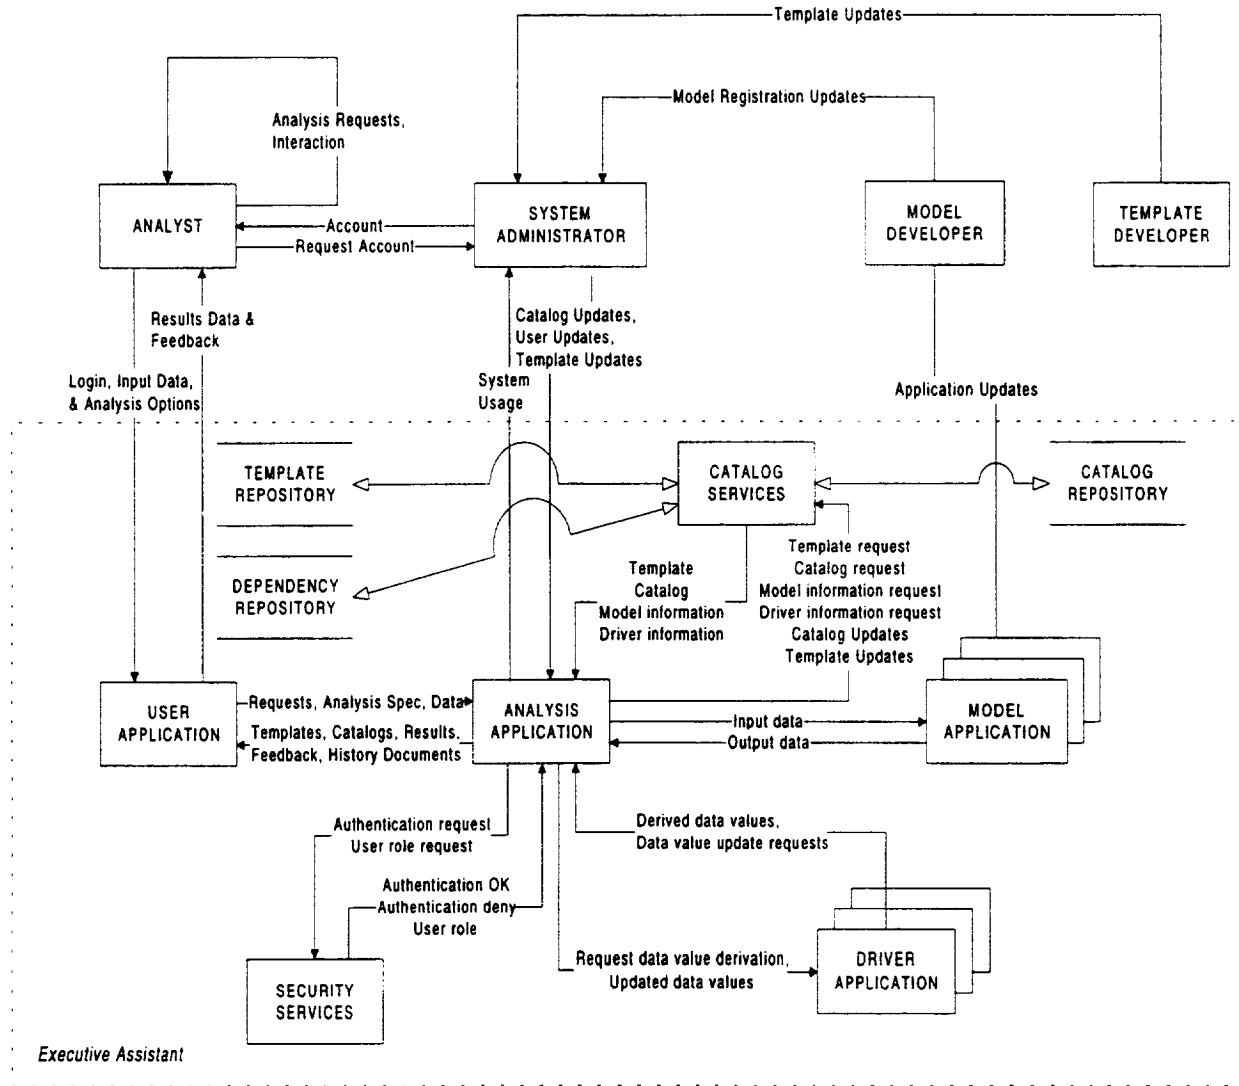 Template Updates
Model Registration Updates
Analysis Requests,
Interaction
ANALYST
SYSTEM
ADMINISTRATOR
MODEL
DEVELOPER
TEMPLATE
DEVELOPER
Account
Request Account
Results Data &
Feedback
Catalog Updates,
User Updates,
Template Updates
Login, Input Data,
& Analysis Options
System
Usage
Application Updates
TEMPLATE
REPOSITORY
CATALOG
SERVICES
CATALOG
REPOSITORY
DEPENDENCY
REPOSITORY
Template
Catalog
Model information
Driver information
Template request
Catalog request
Model information request
Driver information request
Catalog Updates
Template Updates
USER
APPLICATION
Requests, Analysis Spec, Data
Templates, Catalogs, Results,
Feedback, History Documents
ANALYSIS
APPLICATION
Input data
Output data
MODEL
APPLICATION
Authentication request
User role request
Derived data values,
Data value update requests
Authentication OK
Authentication deny
User role
Request data value derivation,
Updated data values
DRIVER
APPLICATION
SECURITY
SERVICES
Executive Assistant